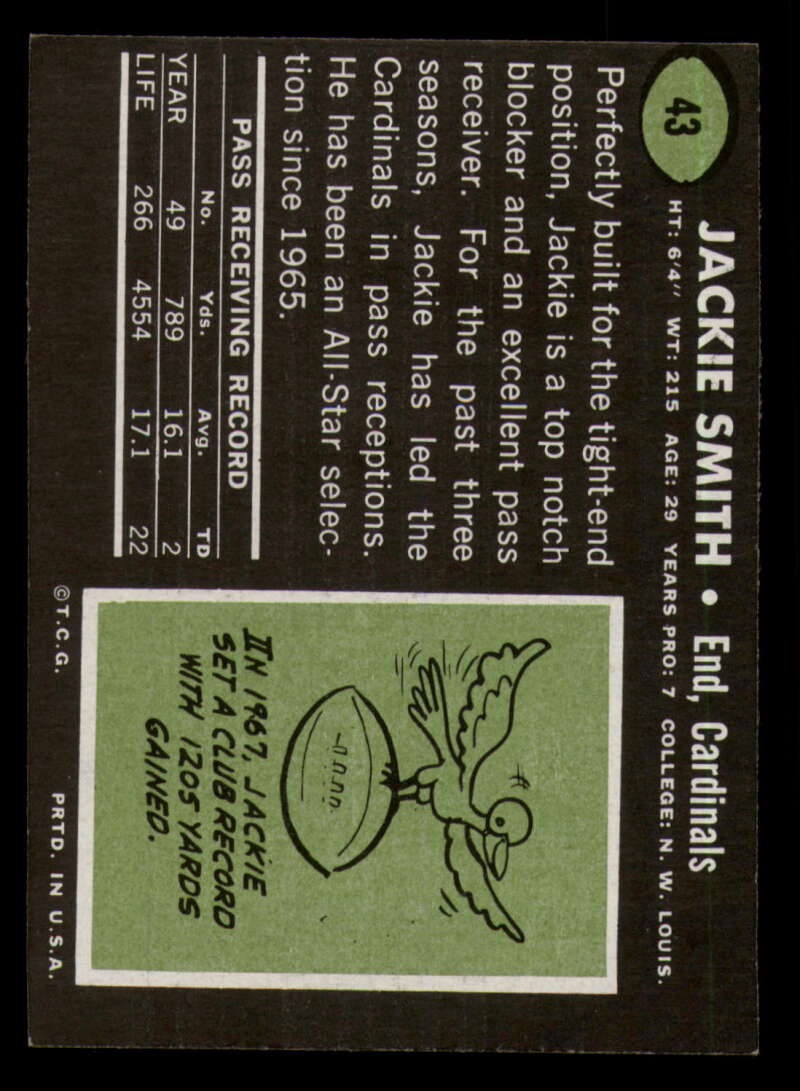 43
JACKIE SMITH • End, Cardinals
HT: 6'4" WT: 215 AGE: 29 YEARS PRO: 7 COLLEGE: N. W. LOUIS.
Perfectly built for the tight-end
position, Jackie is a top notch
blocker and an excellent pass
receiver. For the past three
seasons, Jackie has led the
Cardinals in pass receptions.
He has been an All-Star selec-
tion since 1965.
PASS RECEIVING RECORD
No. Yds. Avg. TD
YEAR 49 789 16.1 2
LIFE 266 4554 17.1 22
IN 1967, JACKIE
SET A CLUB RECORD
WITH 1205 YARDS
GAINED.
©T.C.G. PRTD. IN U.S.A.